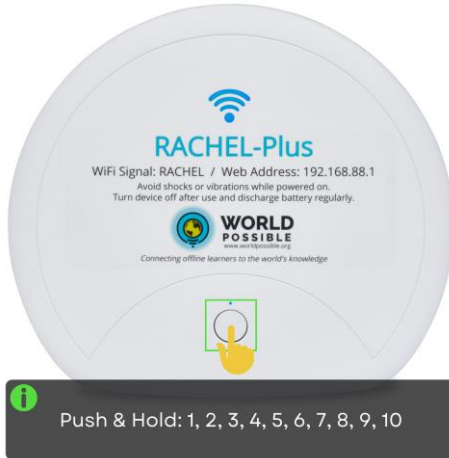 RACHEL-Plus
WiFi Signal: RACHEL / Web Address: 192.168.88.1
Avoid shocks or vibrations while powered on.
Turn device off after use and discharge battery regularly.
WORLD
POSSIBLE
www.worldpossible.org
Connecting offline learners to the world's knowledge
i
Push & Hold: 1, 2, 3, 4, 5, 6, 7, 8, 9, 10